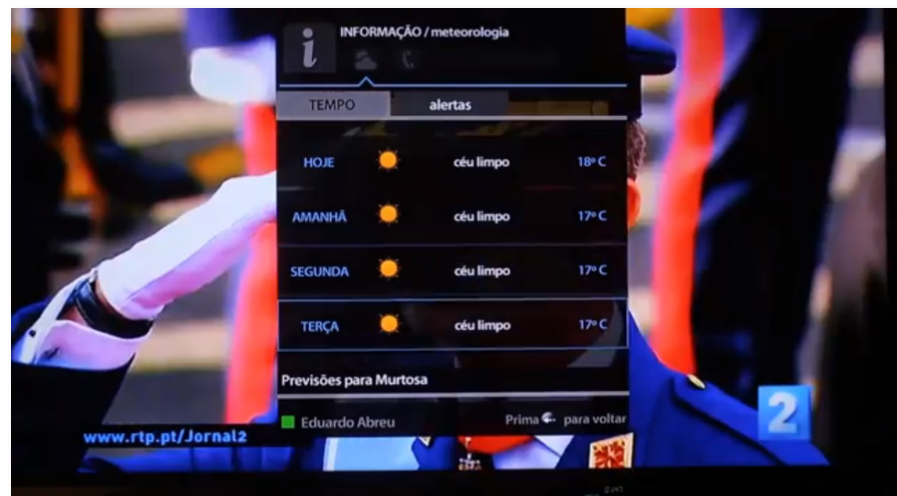 i
INFORMAÇÃO / meteorologia
TEMPO alertas
HOJE céu limpo 18º C
AMANHÃ céu limpo 17º C
SEGUNDA céu limpo 17º C
TERÇA céu limpo 17º C
Previsões para Murtosa
Eduardo Abreu Prima para voltar
www.rtp.pt/Jornal2
2